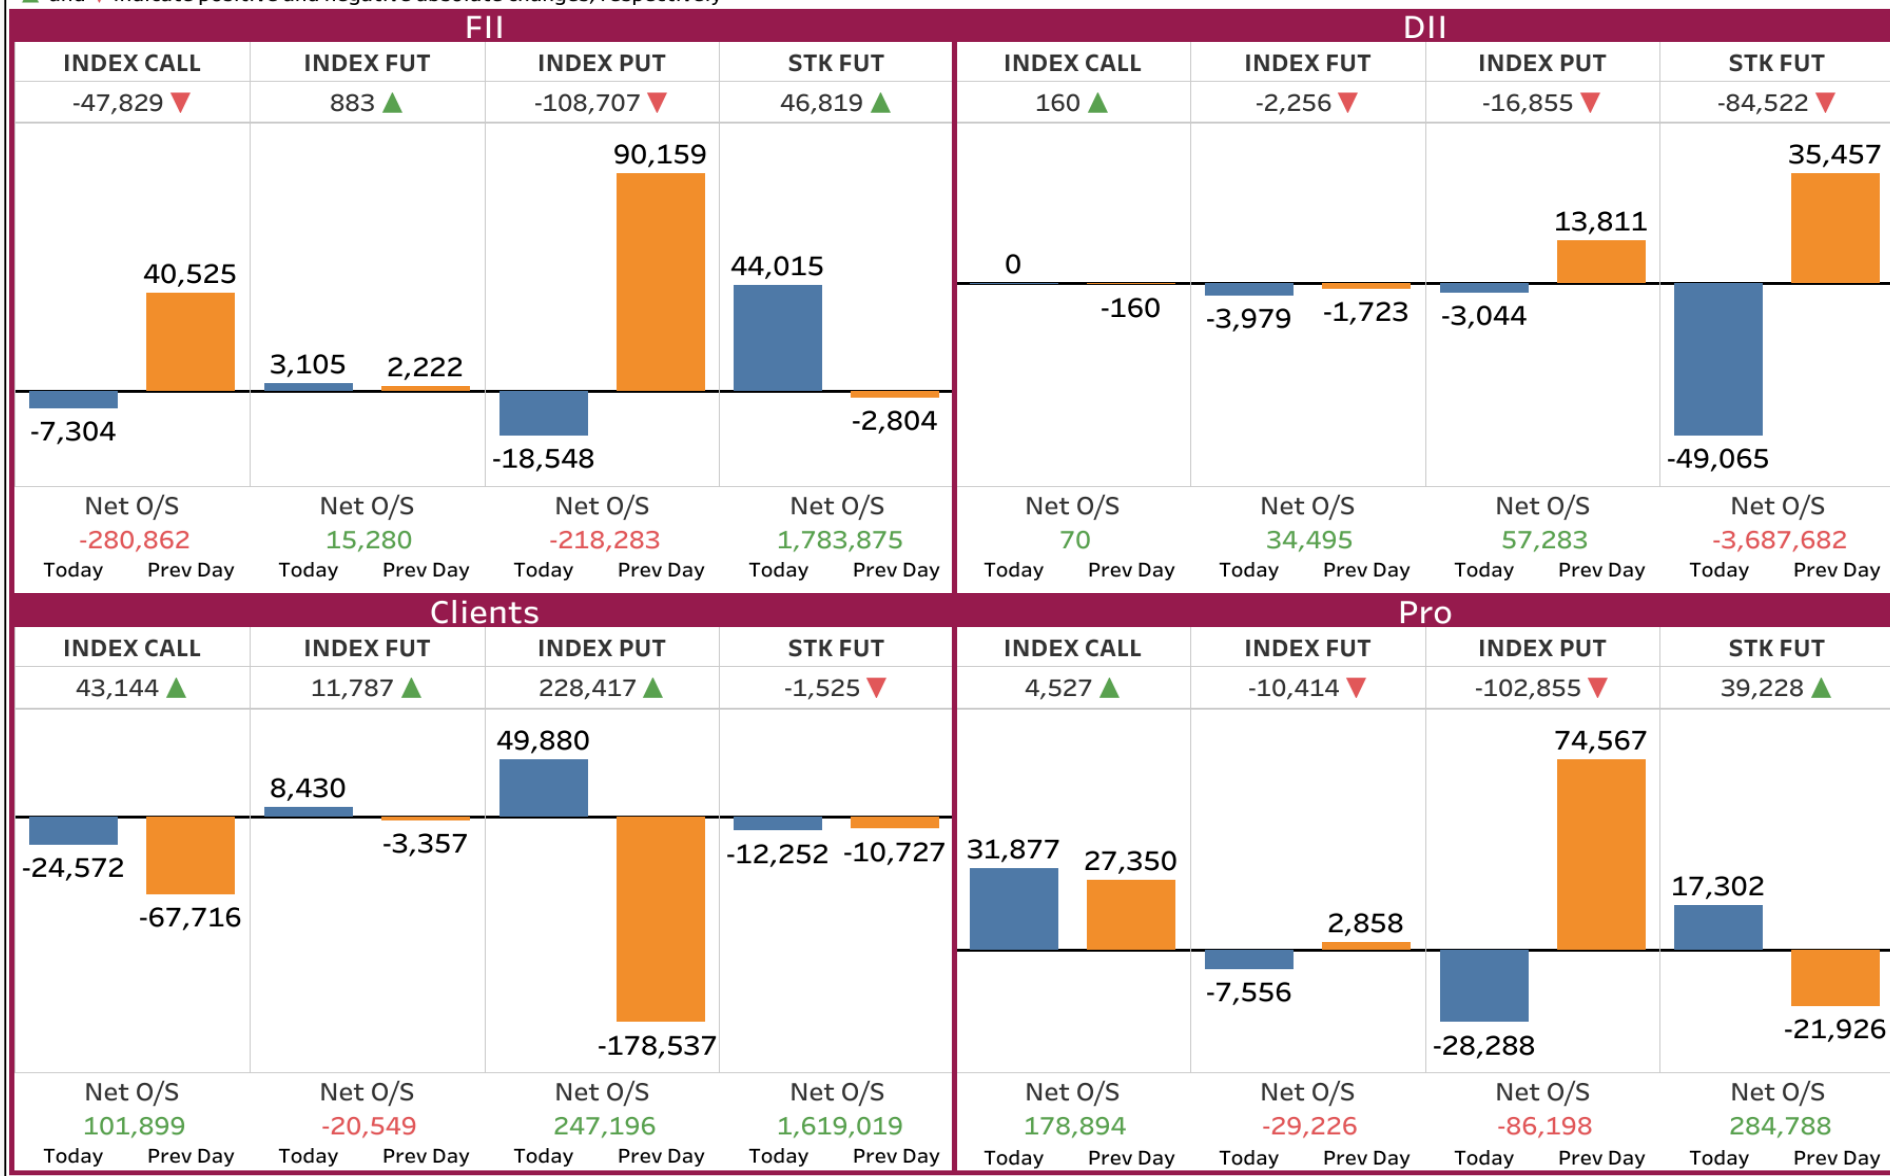 ▲ and ▼ indicate positive and negative absolute changes, respectively
FII
INDEX CALL INDEX FUT INDEX PUT STK FUT
-47,829 ▼ 883 ▲ -108,707 ▼ 46,819 ▲
90,159
40,525
44,015
3,105 2,222
-7,304
-2,804
-18,548
Net O/S Net O/S Net O/S Net O/S
-280,862 15,280 -218,283 1,783,875
Today Prev Day Today Prev Day Today Prev Day Today Prev Day
DII
INDEX CALL INDEX FUT INDEX PUT STK FUT
160 ▲ -2,256 ▼ -16,855 ▼ -84,522 ▼
35,457
13,811
0
-160
-3,979 -1,723 -3,044
-49,065
Net O/S Net O/S Net O/S Net O/S
70 34,495 57,283 -3,687,682
Today Prev Day Today Prev Day Today Prev Day Today Prev Day
Clients
INDEX CALL INDEX FUT INDEX PUT STK FUT
43,144 ▲ 11,787 ▲ 228,417 ▲ -1,525 ▼
49,880
8,430
-3,357
-24,572
-12,252 -10,727
-67,716
-178,537
Net O/S Net O/S Net O/S Net O/S
101,899 -20,549 247,196 1,619,019
Today Prev Day Today Prev Day Today Prev Day Today Prev Day
Pro
INDEX CALL INDEX FUT INDEX PUT STK FUT
4,527 ▲ -10,414 ▼ -102,855 ▼ 39,228 ▲
74,567
31,877 27,350
17,302
2,858
-7,556
-21,926
-28,288
Net O/S Net O/S Net O/S Net O/S
178,894 -29,226 -86,198 284,788
Today Prev Day Today Prev Day Today Prev Day Today Prev Day